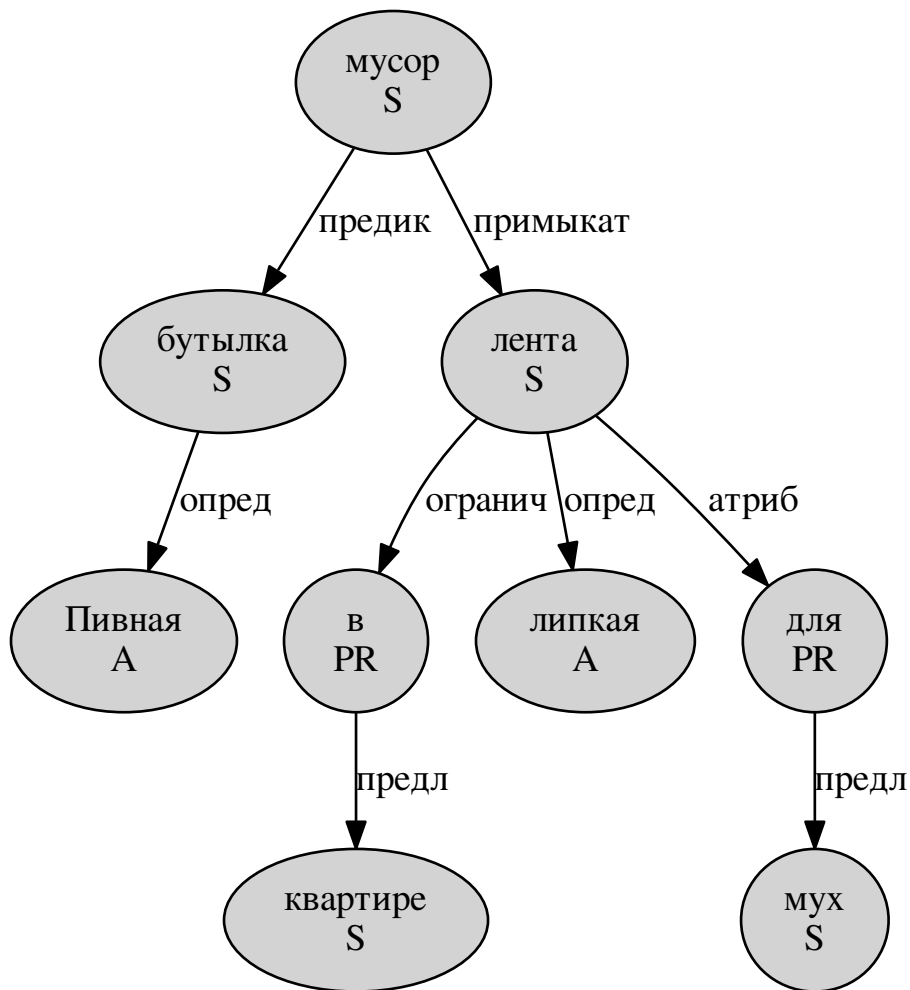 мусор
S
предик
примыкат
бутылка
S
лента
S
опред
огранич
опред
атриб
Пивная
A
в
PR
липкая
A
для
PR
предл
предл
квартире
S
мух
S